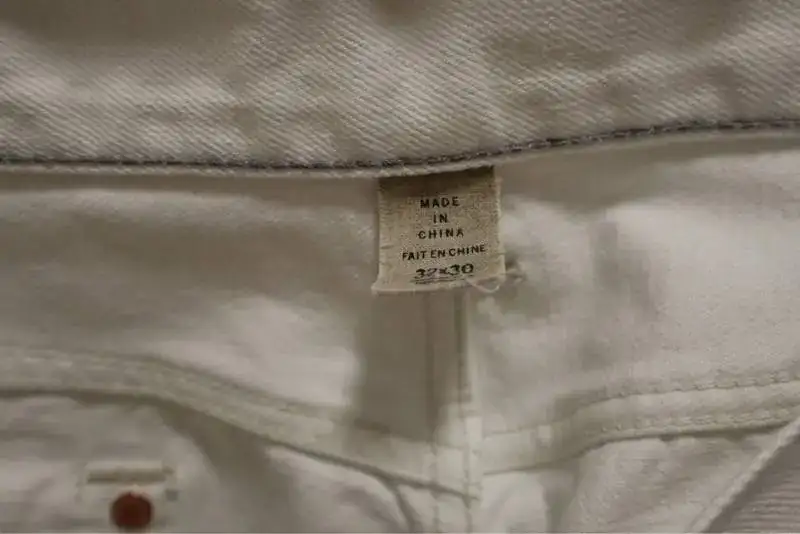 MADE
IN
CHINA
FAIT EN CHINE
32x30